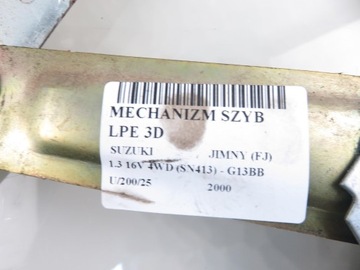 MECHANIZM SZYB
LPE 3D
SUZUKI JIMNY (FJ)
1.3 16V 4WD (SN413) - G13BB
U/200/25 2000